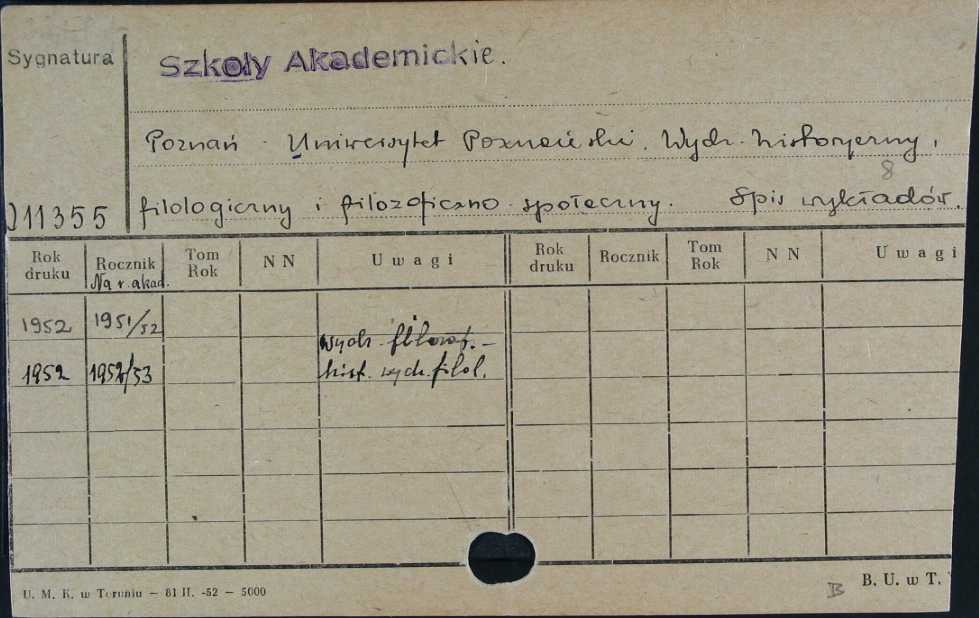 Sygnatura
Szkoły Akademickie.
Poznań - Uniwersytet Poznański. Wydz. historyczny,
8
011355 filologiczny i filozoficzno-społeczny. Spis wykładów.
Rok druku Rocznik Tom Rok N N Uwagi Rok druku Rocznik Tom Rok N N Uwagi
Na r. akad.
1952 1951/52
wydz. filozof. –
1952 1952/53 hist. wydz. filol.
U. M. K. w Toruniu – 81 II. -52 – 5000
B
B. U. w T.